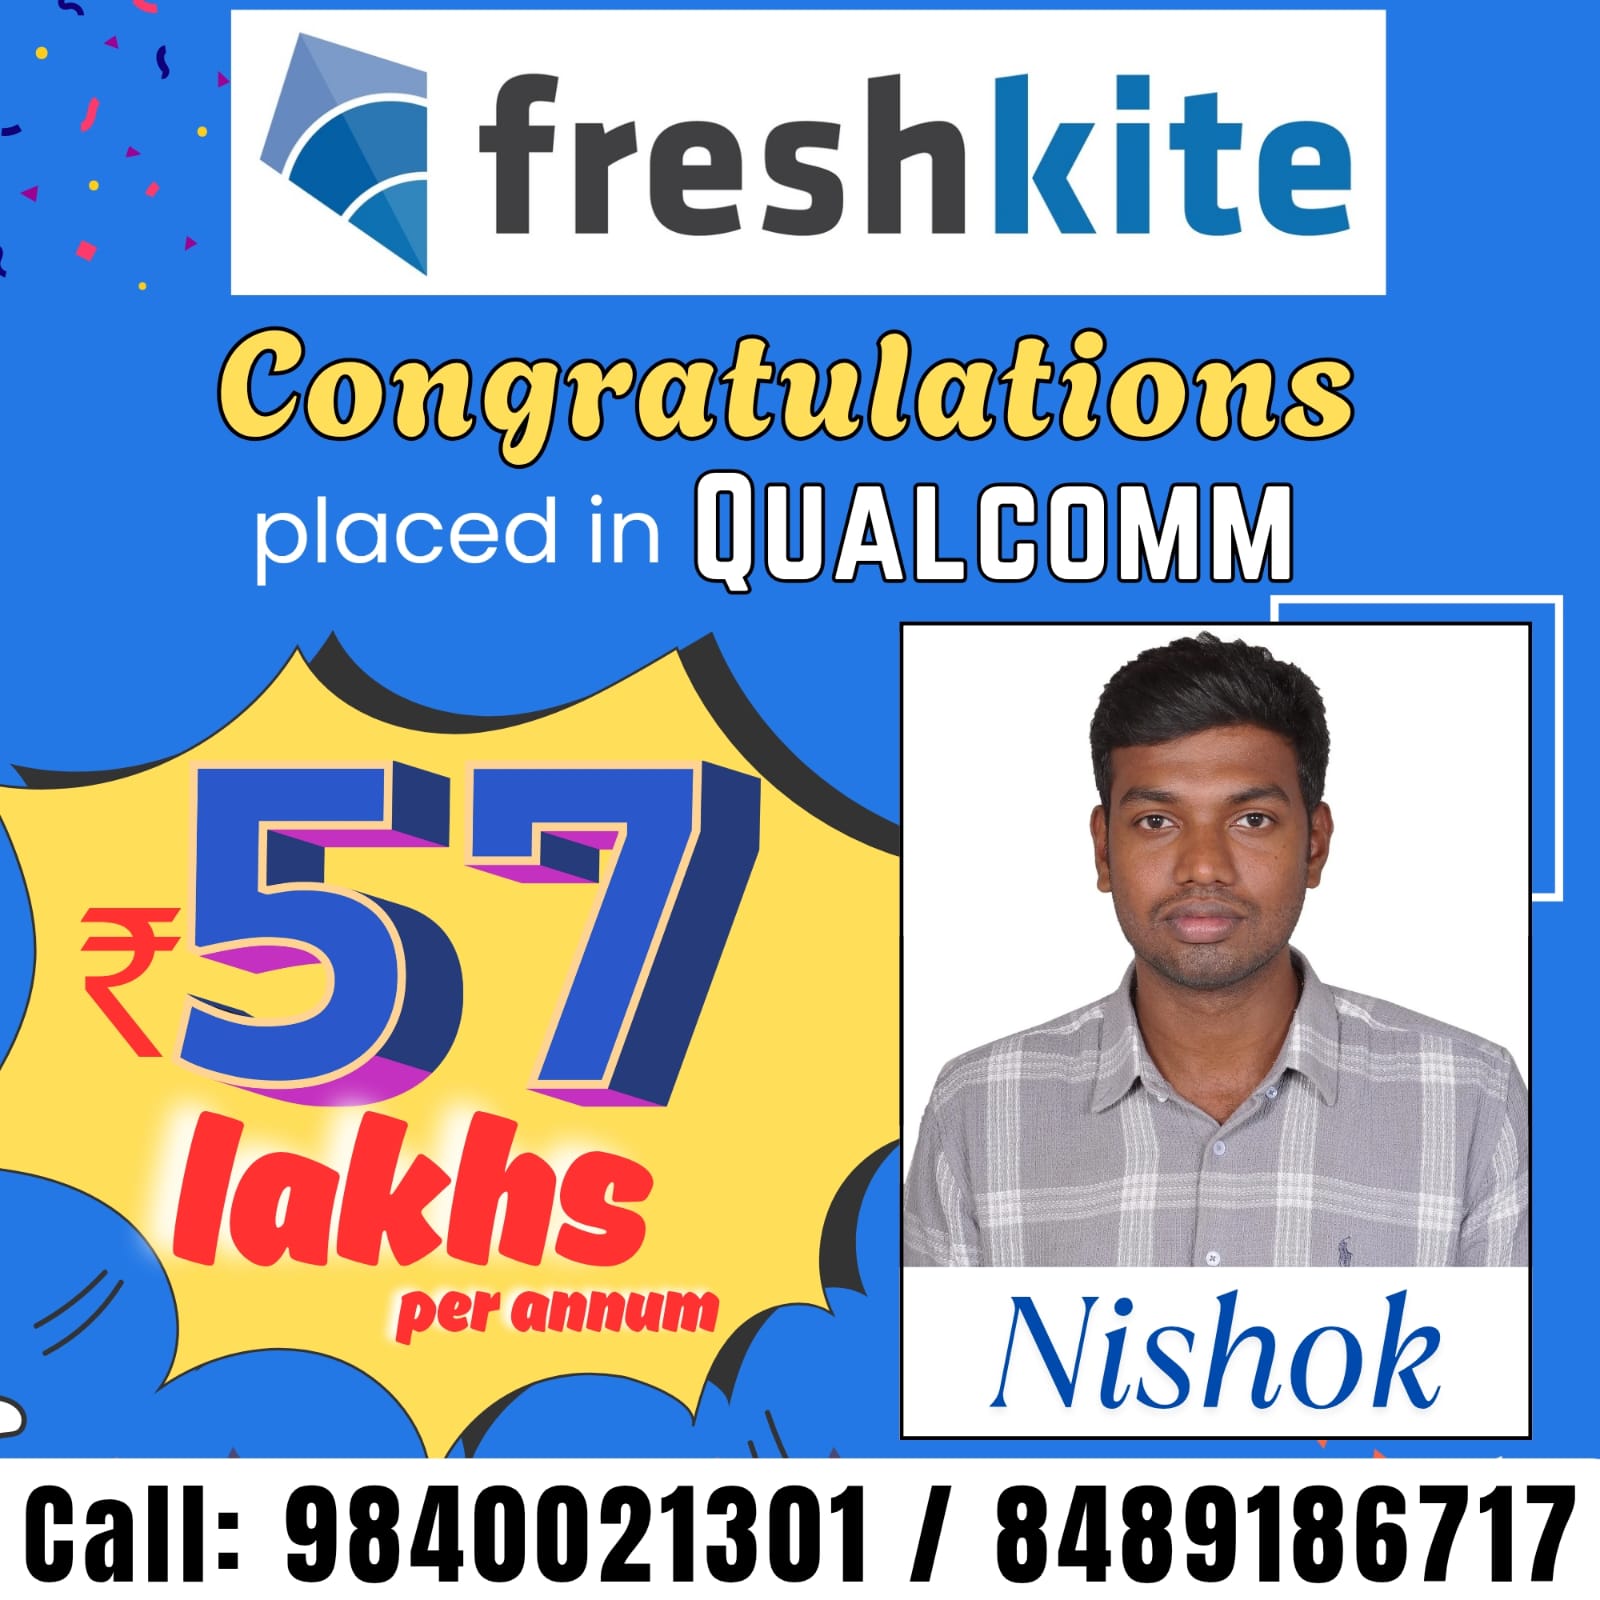 freshkite
Congratulations
placed in QUALCOMM
₹57
lakhs
per annum
Nishok
Call: 9840021301 / 8489186717